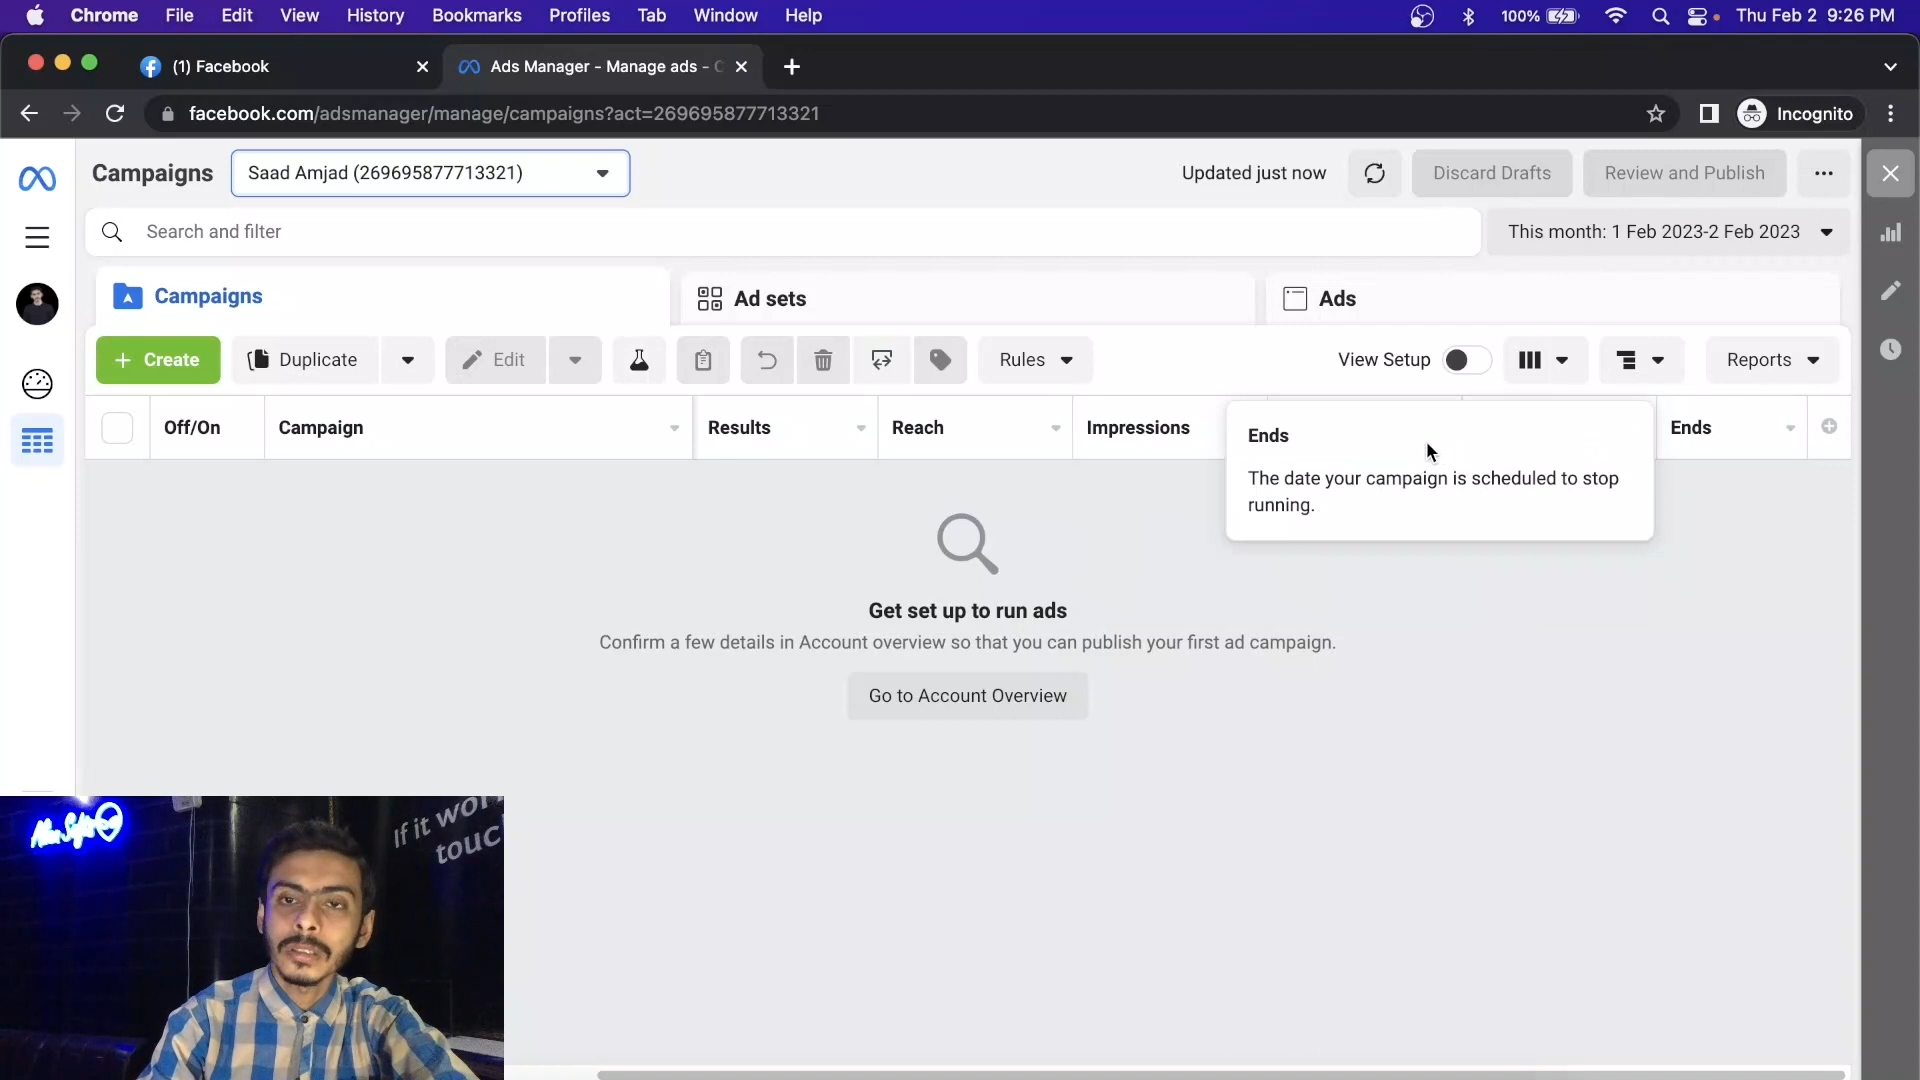 Chrome File Edit View History Bookmarks Profiles Tab Window Help 100% Thu Feb 2 9:26 PM
(1) Facebook Ads Manager - Manage ads -
facebook.com/adsmanager/manage/campaigns?act=269695877713321 Incognito
Campaigns Saad Amjad (269695877713321) Updated just now Discard Drafts Review and Publish
Search and filter This month: 1 Feb 2023-2 Feb 2023
Campaigns Ad sets Ads
+ Create Duplicate Edit Rules View Setup Reports
Off/On Campaign Results Reach Impressions Ends
Ends
The date your campaign is scheduled to stop
running.
Get set up to run ads
Confirm a few details in Account overview so that you can publish your first ad campaign.
Go to Account Overview
If it